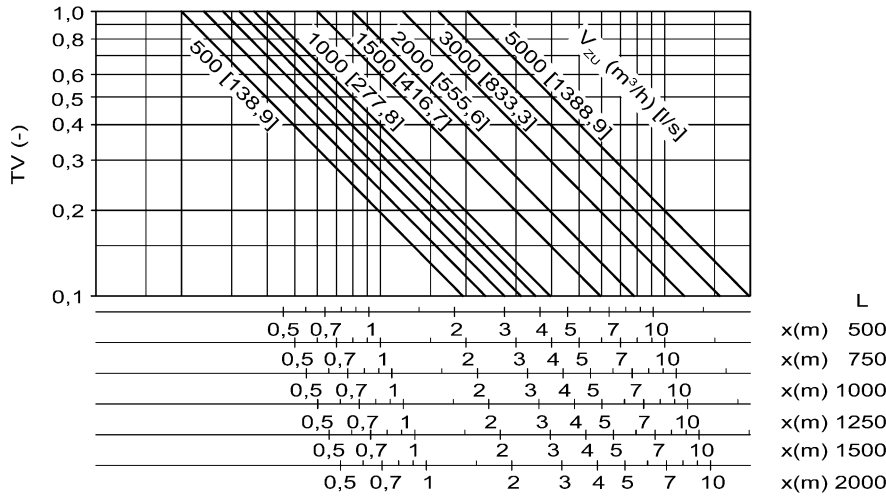 1,0
0,8
0,6
0,5
0,4
0,3
0,2
0,1
TV (-)
500 [138,9]
1000 [277,8]
1500 [416,7]
2000 [555,6]
3000 [833,3]
5000 [1388,9]
V_ZU (m³/h) [l/s]
L
0,5 0,7 1 2 3 4 5 7 10 x(m) 500
0,5 0,7 1 2 3 4 5 7 10 x(m) 750
0,5 0,7 1 2 3 4 5 7 10 x(m) 1000
0,5 0,7 1 2 3 4 5 7 10 x(m) 1250
0,5 0,7 1 2 3 4 5 7 10 x(m) 1500
0,5 0,7 1 2 3 4 5 7 10 x(m) 2000